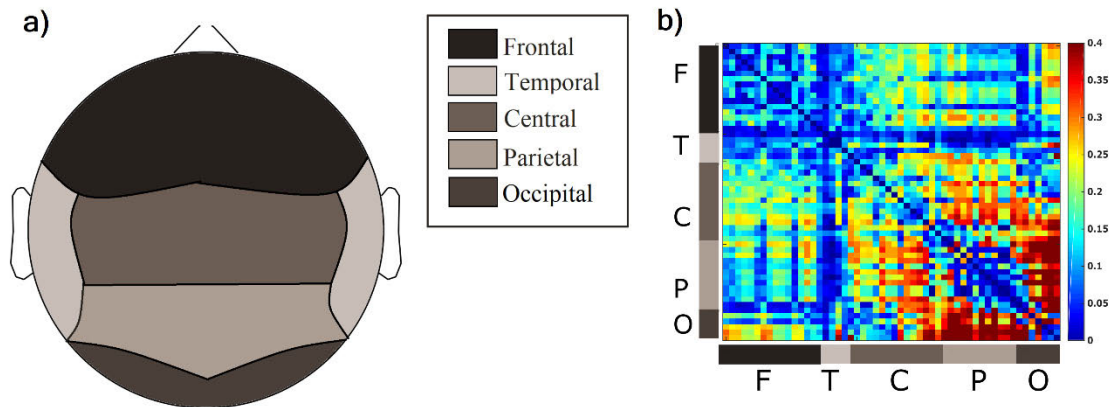 a)
Frontal
Temporal
Central
Parietal
Occipital
b)
F
T
C
P
O
F T C P O
0.4
0.35
0.3
0.25
0.2
0.15
0.1
0.05
0